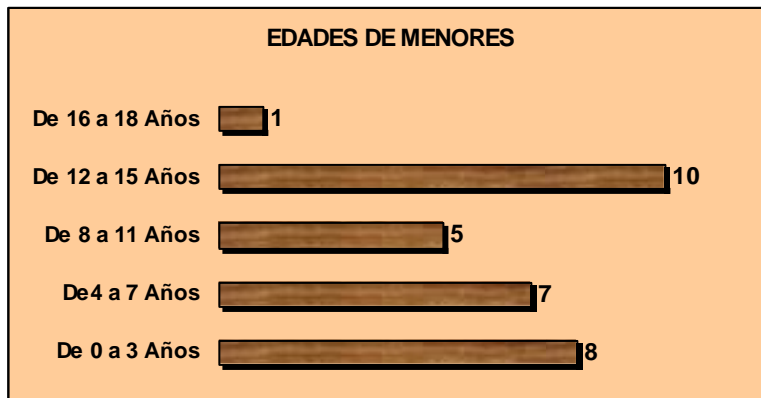 EDADES DE MENORES
De 16 a 18 Años 1
De 12 a 15 Años 10
De 8 a 11 Años 5
De4 a 7 Años 7
De 0 a 3 Años 8